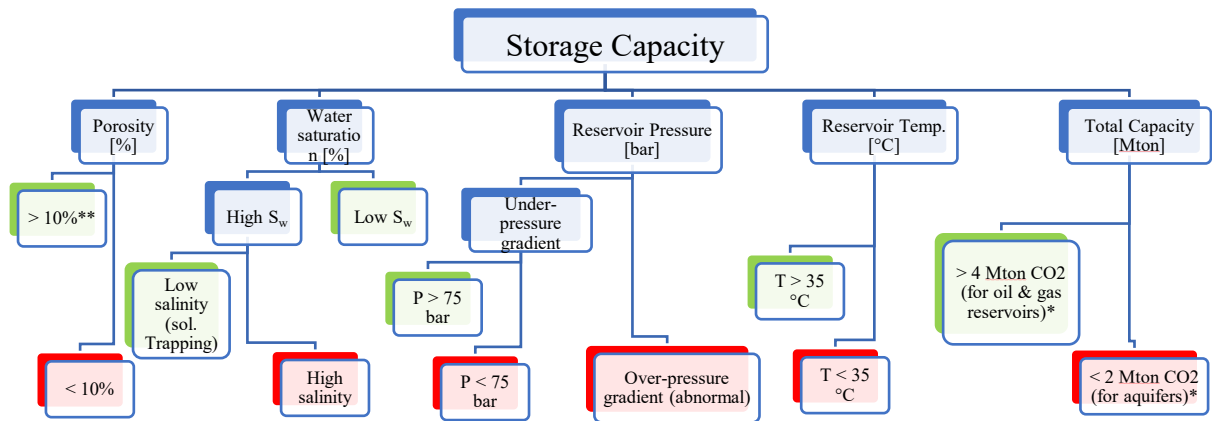 Storage Capacity
Porosity
[%]
Water
saturatio
n [%]
Reservoir Pressure
[bar]
Reservoir Temp.
[°C]
Total Capacity
[Mton]
> 10%**
High Sw
Low Sw
Under-
pressure
gradient
Low
salinity
(sol.
Trapping)
P > 75
bar
T > 35
°C
> 4 Mton CO2
(for oil & gas
reservoirs)*
< 10%
High
salinity
P < 75
bar
Over-pressure
gradient (abnormal)
T < 35
°C
< 2 Mton CO2
(for aquifers)*